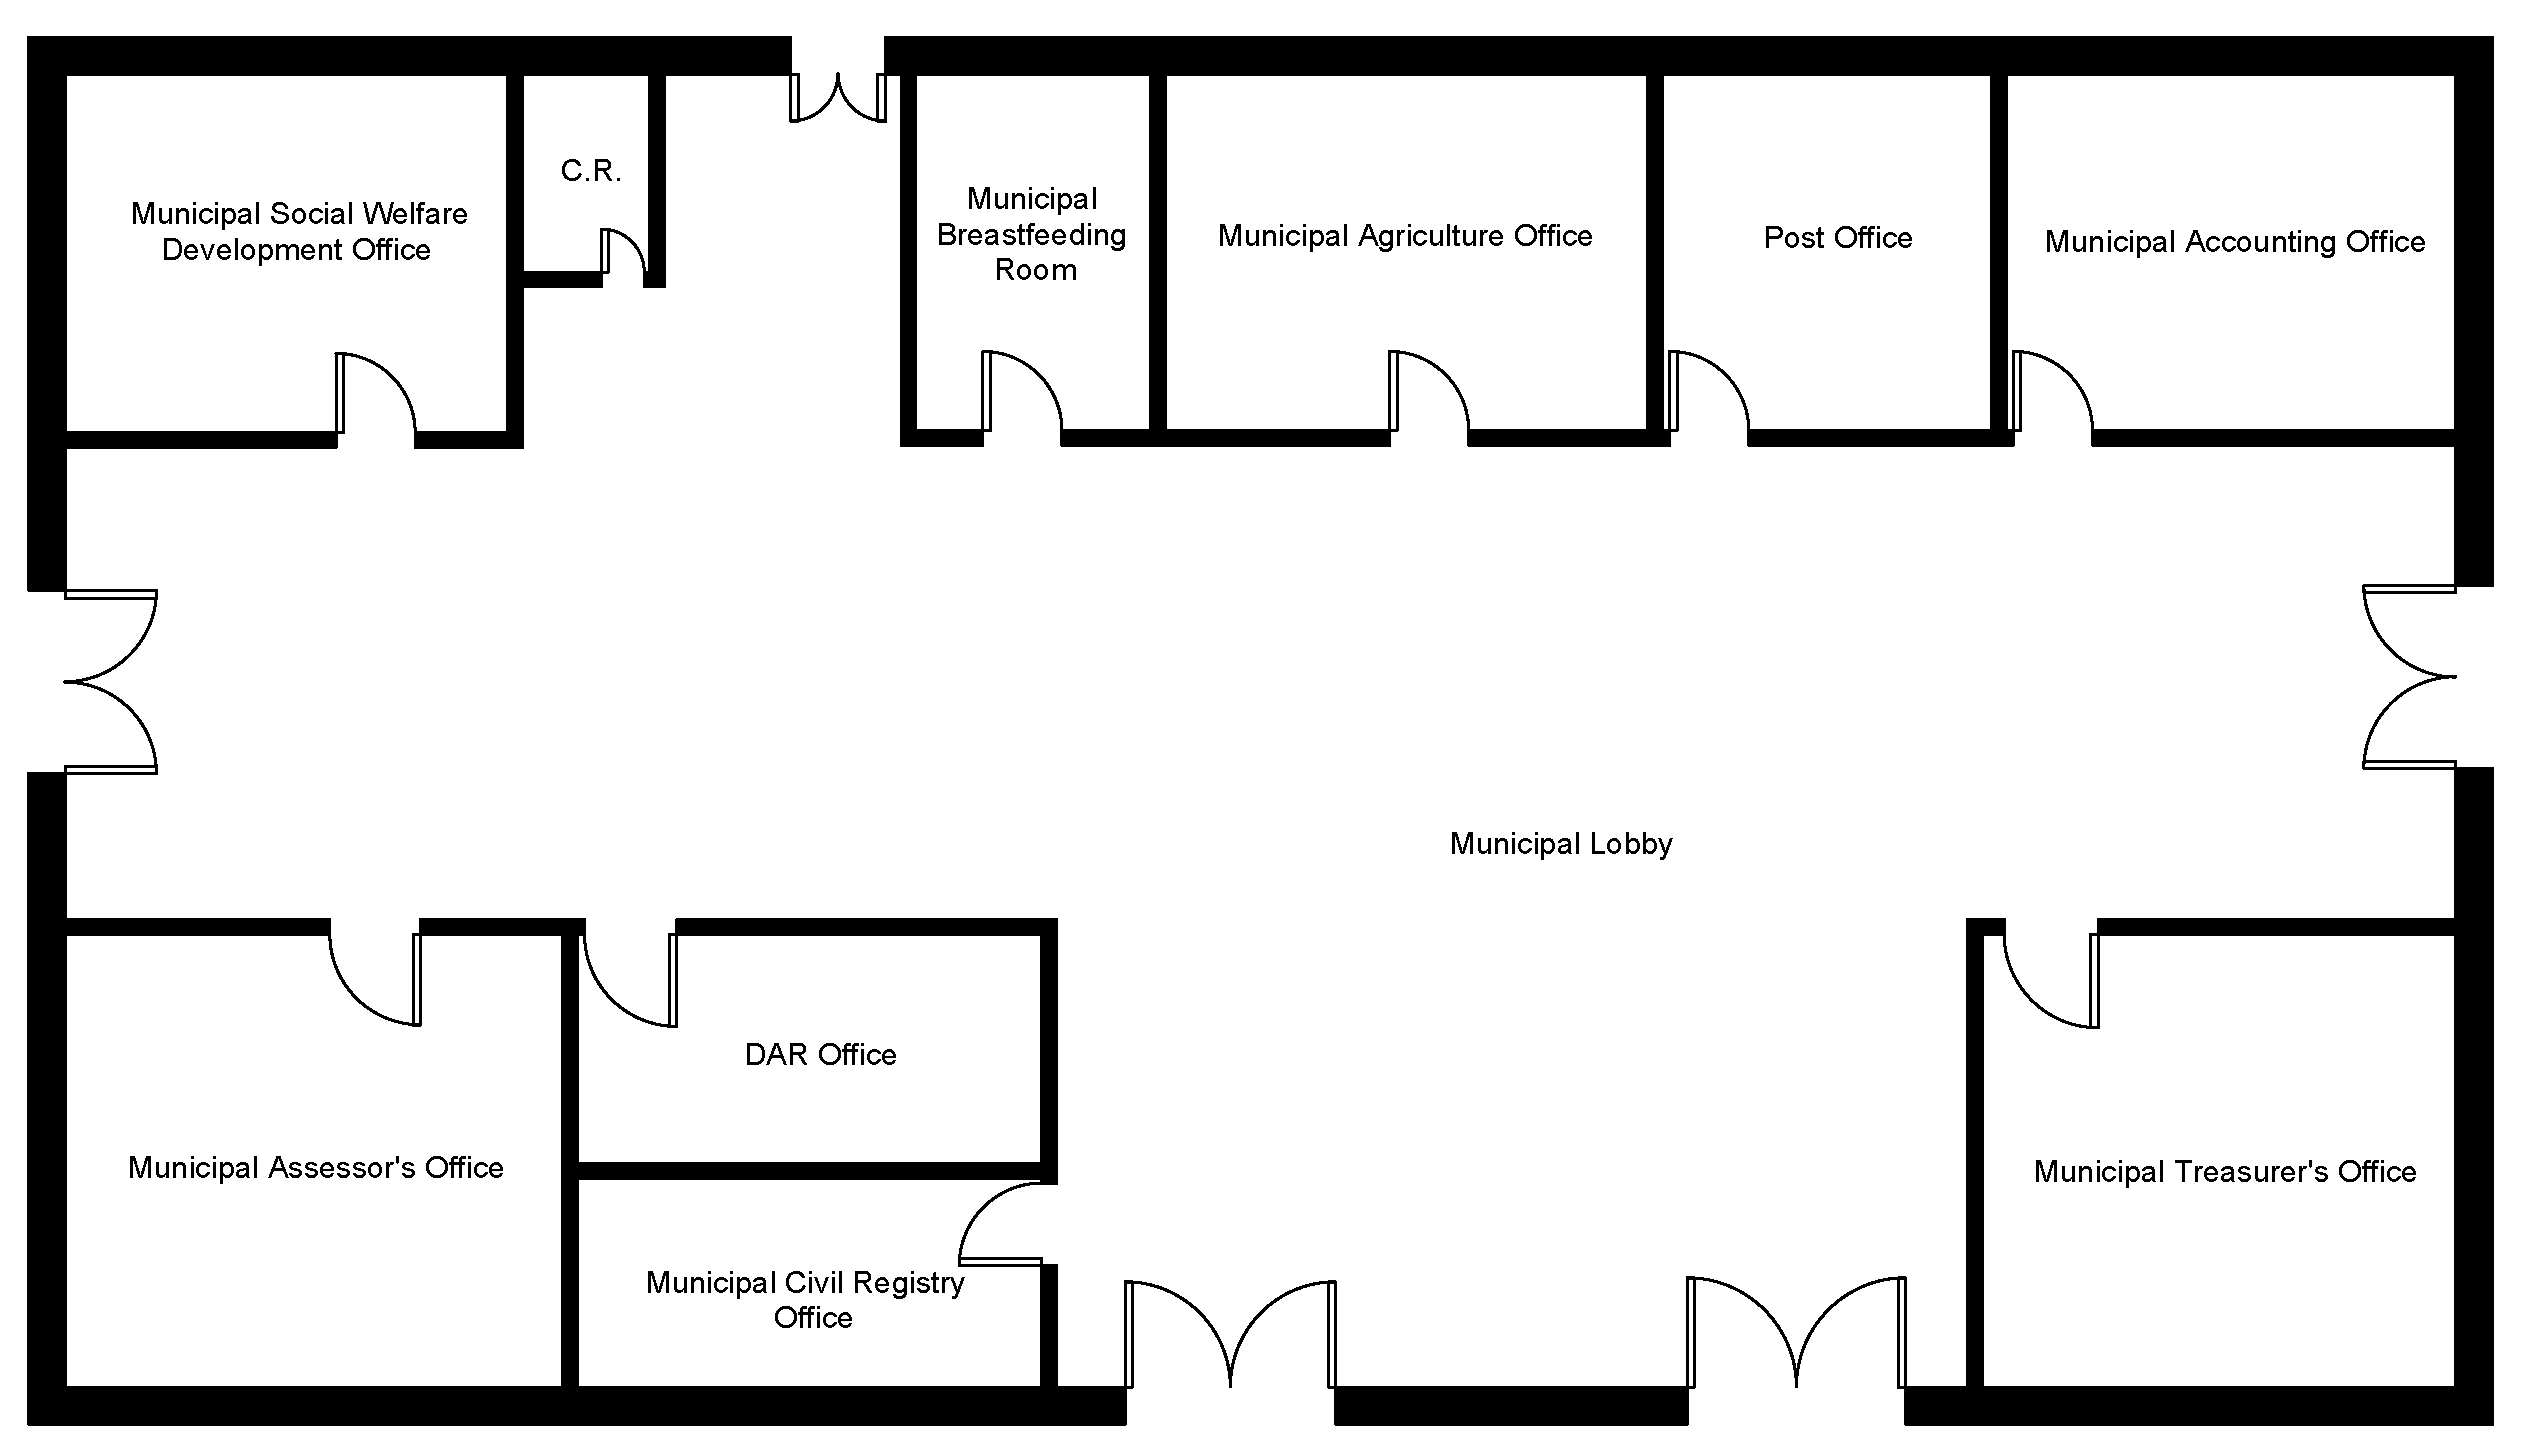 C.R.
Municipal Social Welfare
Development Office
Municipal
Breastfeeding
Room
Municipal Agriculture Office
Post Office
Municipal Accounting Office
Municipal Lobby
DAR Office
Municipal Assessor's Office
Municipal Treasurer's Office
Municipal Civil Registry
Office